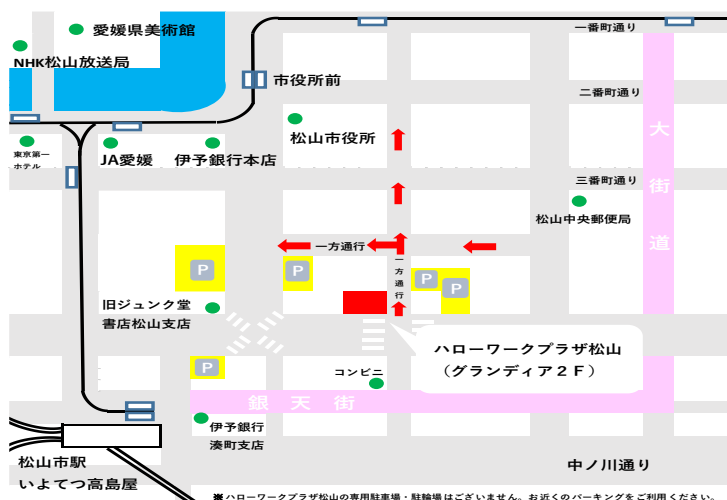 一番町通り
愛媛県美術館
NHK松山放送局
市役所前
二番町通り
大街道
松山市役所
東京第一
ホテル
JA愛媛
伊予銀行本店
三番町通り
松山中央郵便局
一方通行
一方通行
P
P
P
P
旧ジュンク堂
書店松山支店
ハローワークプラザ松山
(グランディア2F)
P
コンビニ
銀天街
伊予銀行
湊町支店
松山市駅
いよてつ高島屋
中ノ川通り
※ハローワークプラザ松山の専用駐車場・駐輪場はございません。お近くのパーキングをご利用ください。